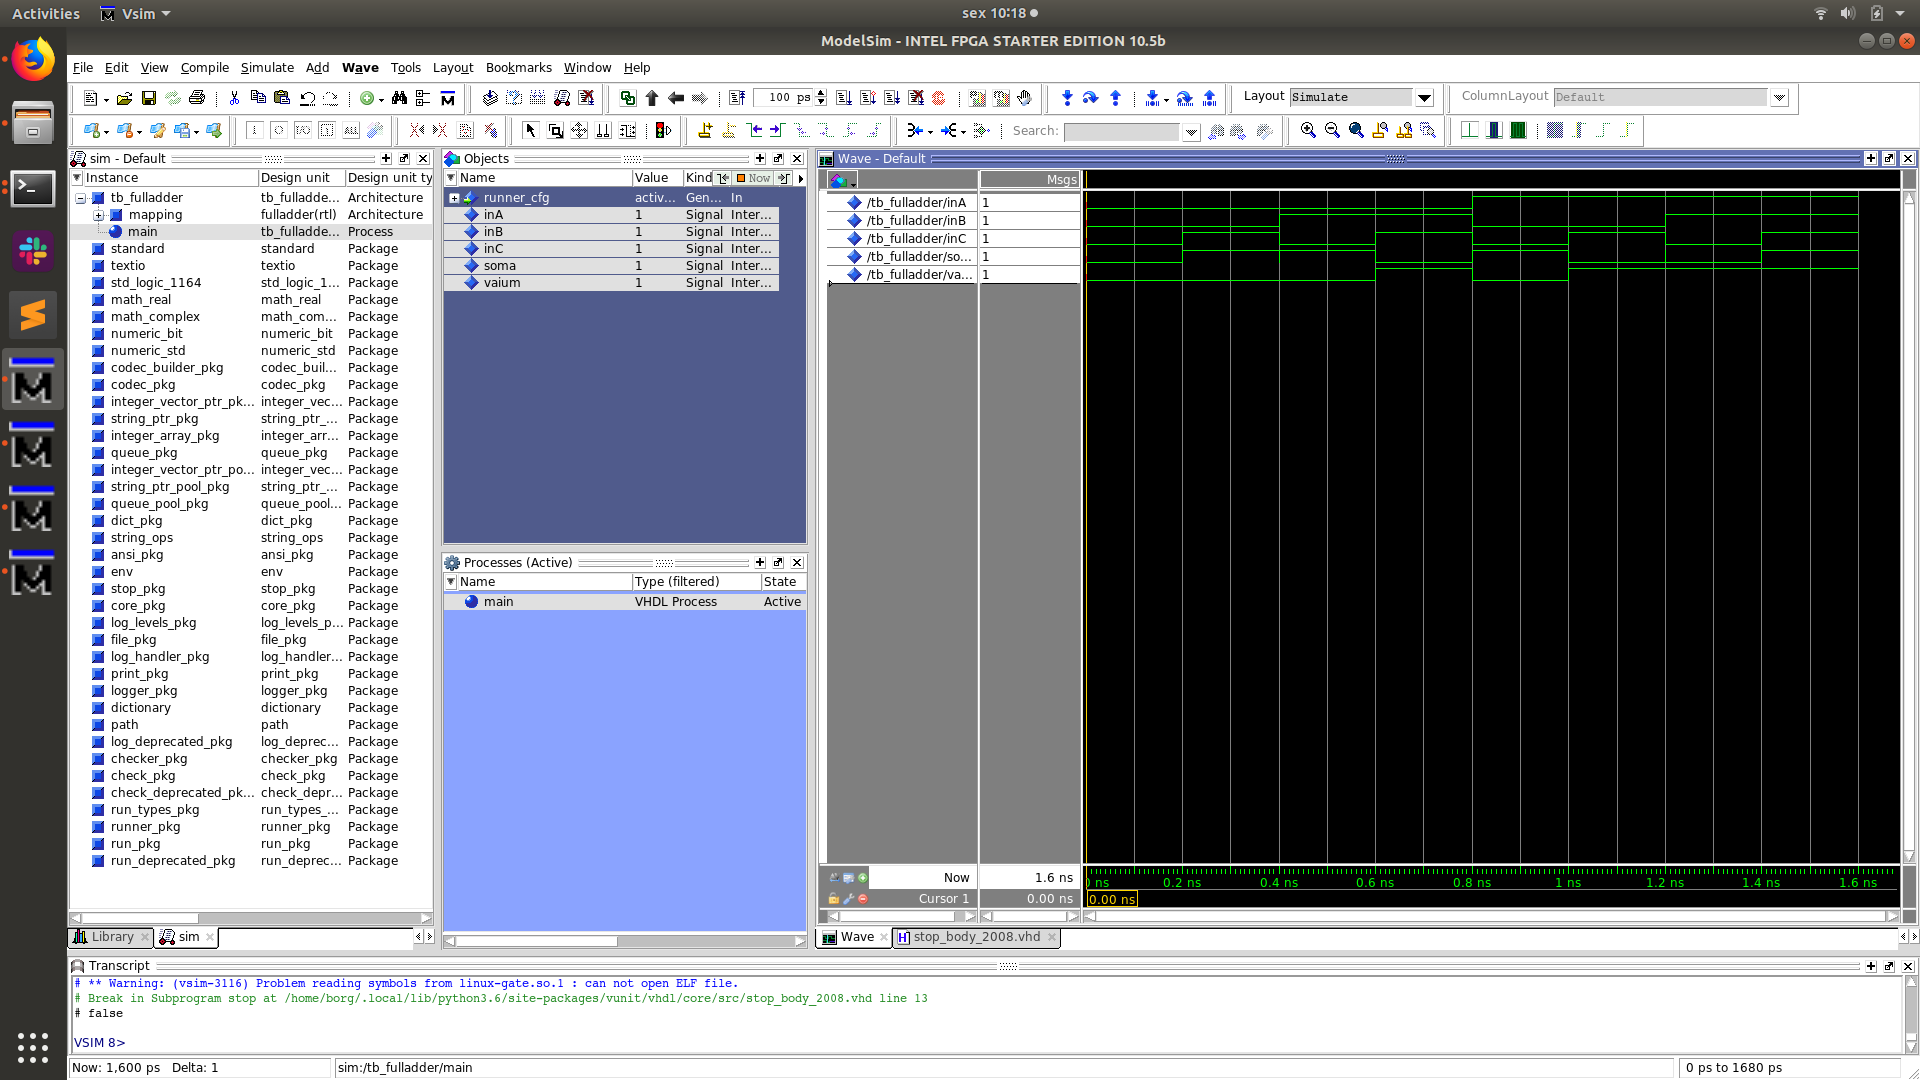 Activities Vsim sex 10:18
ModelSim - INTEL FPGA STARTER EDITION 10.5b
File Edit View Compile Simulate Add Wave Tools Layout Bookmarks Window Help
100 ps Layout Simulate ColumnLayout Default
Search:
sim - Default
Instance Design unit Design unit ty
tb_fulladder tb_fulladde... Architecture
mapping fulladder(rtl) Architecture
main tb_fulladde... Process
standard standard Package
textio textio Package
std_logic_1164 std_logic_1... Package
math_real math_real Package
math_complex math_com... Package
numeric_bit numeric_bit Package
numeric_std numeric_std Package
codec_builder_pkg codec_buil... Package
codec_pkg codec_pkg Package
integer_vector_ptr_pk... integer_vec... Package
string_ptr_pkg string_ptr_... Package
integer_array_pkg integer_arr... Package
queue_pkg queue_pkg Package
integer_vector_ptr_po... integer_vec... Package
string_ptr_pool_pkg string_ptr_... Package
queue_pool_pkg queue_pool... Package
dict_pkg dict_pkg Package
string_ops string_ops Package
ansi_pkg ansi_pkg Package
env env Package
stop_pkg stop_pkg Package
core_pkg core_pkg Package
log_levels_pkg log_levels_p... Package
file_pkg file_pkg Package
log_handler_pkg log_handler... Package
print_pkg print_pkg Package
logger_pkg logger_pkg Package
dictionary dictionary Package
path path Package
log_deprecated_pkg log_deprec... Package
checker_pkg checker_pkg Package
check_pkg check_pkg Package
check_deprecated_pk... check_depr... Package
run_types_pkg run_types_... Package
runner_pkg runner_pkg Package
run_pkg run_pkg Package
run_deprecated_pkg run_deprec... Package
Library sim
Objects
Name Value Kind Now
runner_cfg activ... Gen... In
inA 1 Signal Inter...
inB 1 Signal Inter...
inC 1 Signal Inter...
soma 1 Signal Inter...
vaium 1 Signal Inter...
Processes (Active)
Name Type (filtered) State
main VHDL Process Active
Wave - Default
Msgs
/tb_fulladder/inA 1
/tb_fulladder/inB 1
/tb_fulladder/inC 1
/tb_fulladder/so... 1
/tb_fulladder/va... 1
Now 1.6 ns ns 0.2 ns 0.4 ns 0.6 ns 0.8 ns 1 ns 1.2 ns 1.4 ns 1.6 ns
Cursor 1 0.00 ns 0.00 ns
Wave stop_body_2008.vhd
Transcript
# ** Warning: (vsim-3116) Problem reading symbols from linux-gate.so.1 : can not open ELF file.
# Break in Subprogram stop at /home/borg/.local/lib/python3.6/site-packages/vunit/vhdl/core/src/stop_body_2008.vhd line 13
# false
VSIM 8>
Now: 1,600 ps Delta: 1 sim:/tb_fulladder/main 0 ps to 1680 ps